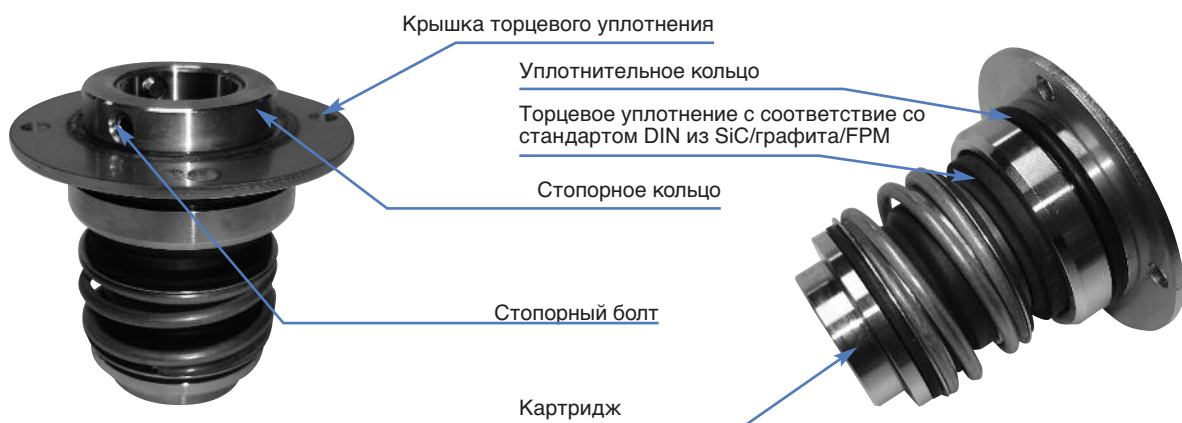 Крышка торцевого уплотнения
Уплотнительное кольцо
Торцевое уплотнение с соответствие со
стандартом DIN из SiC/графита/FPM
Стопорное кольцо
Стопорный болт
Картридж